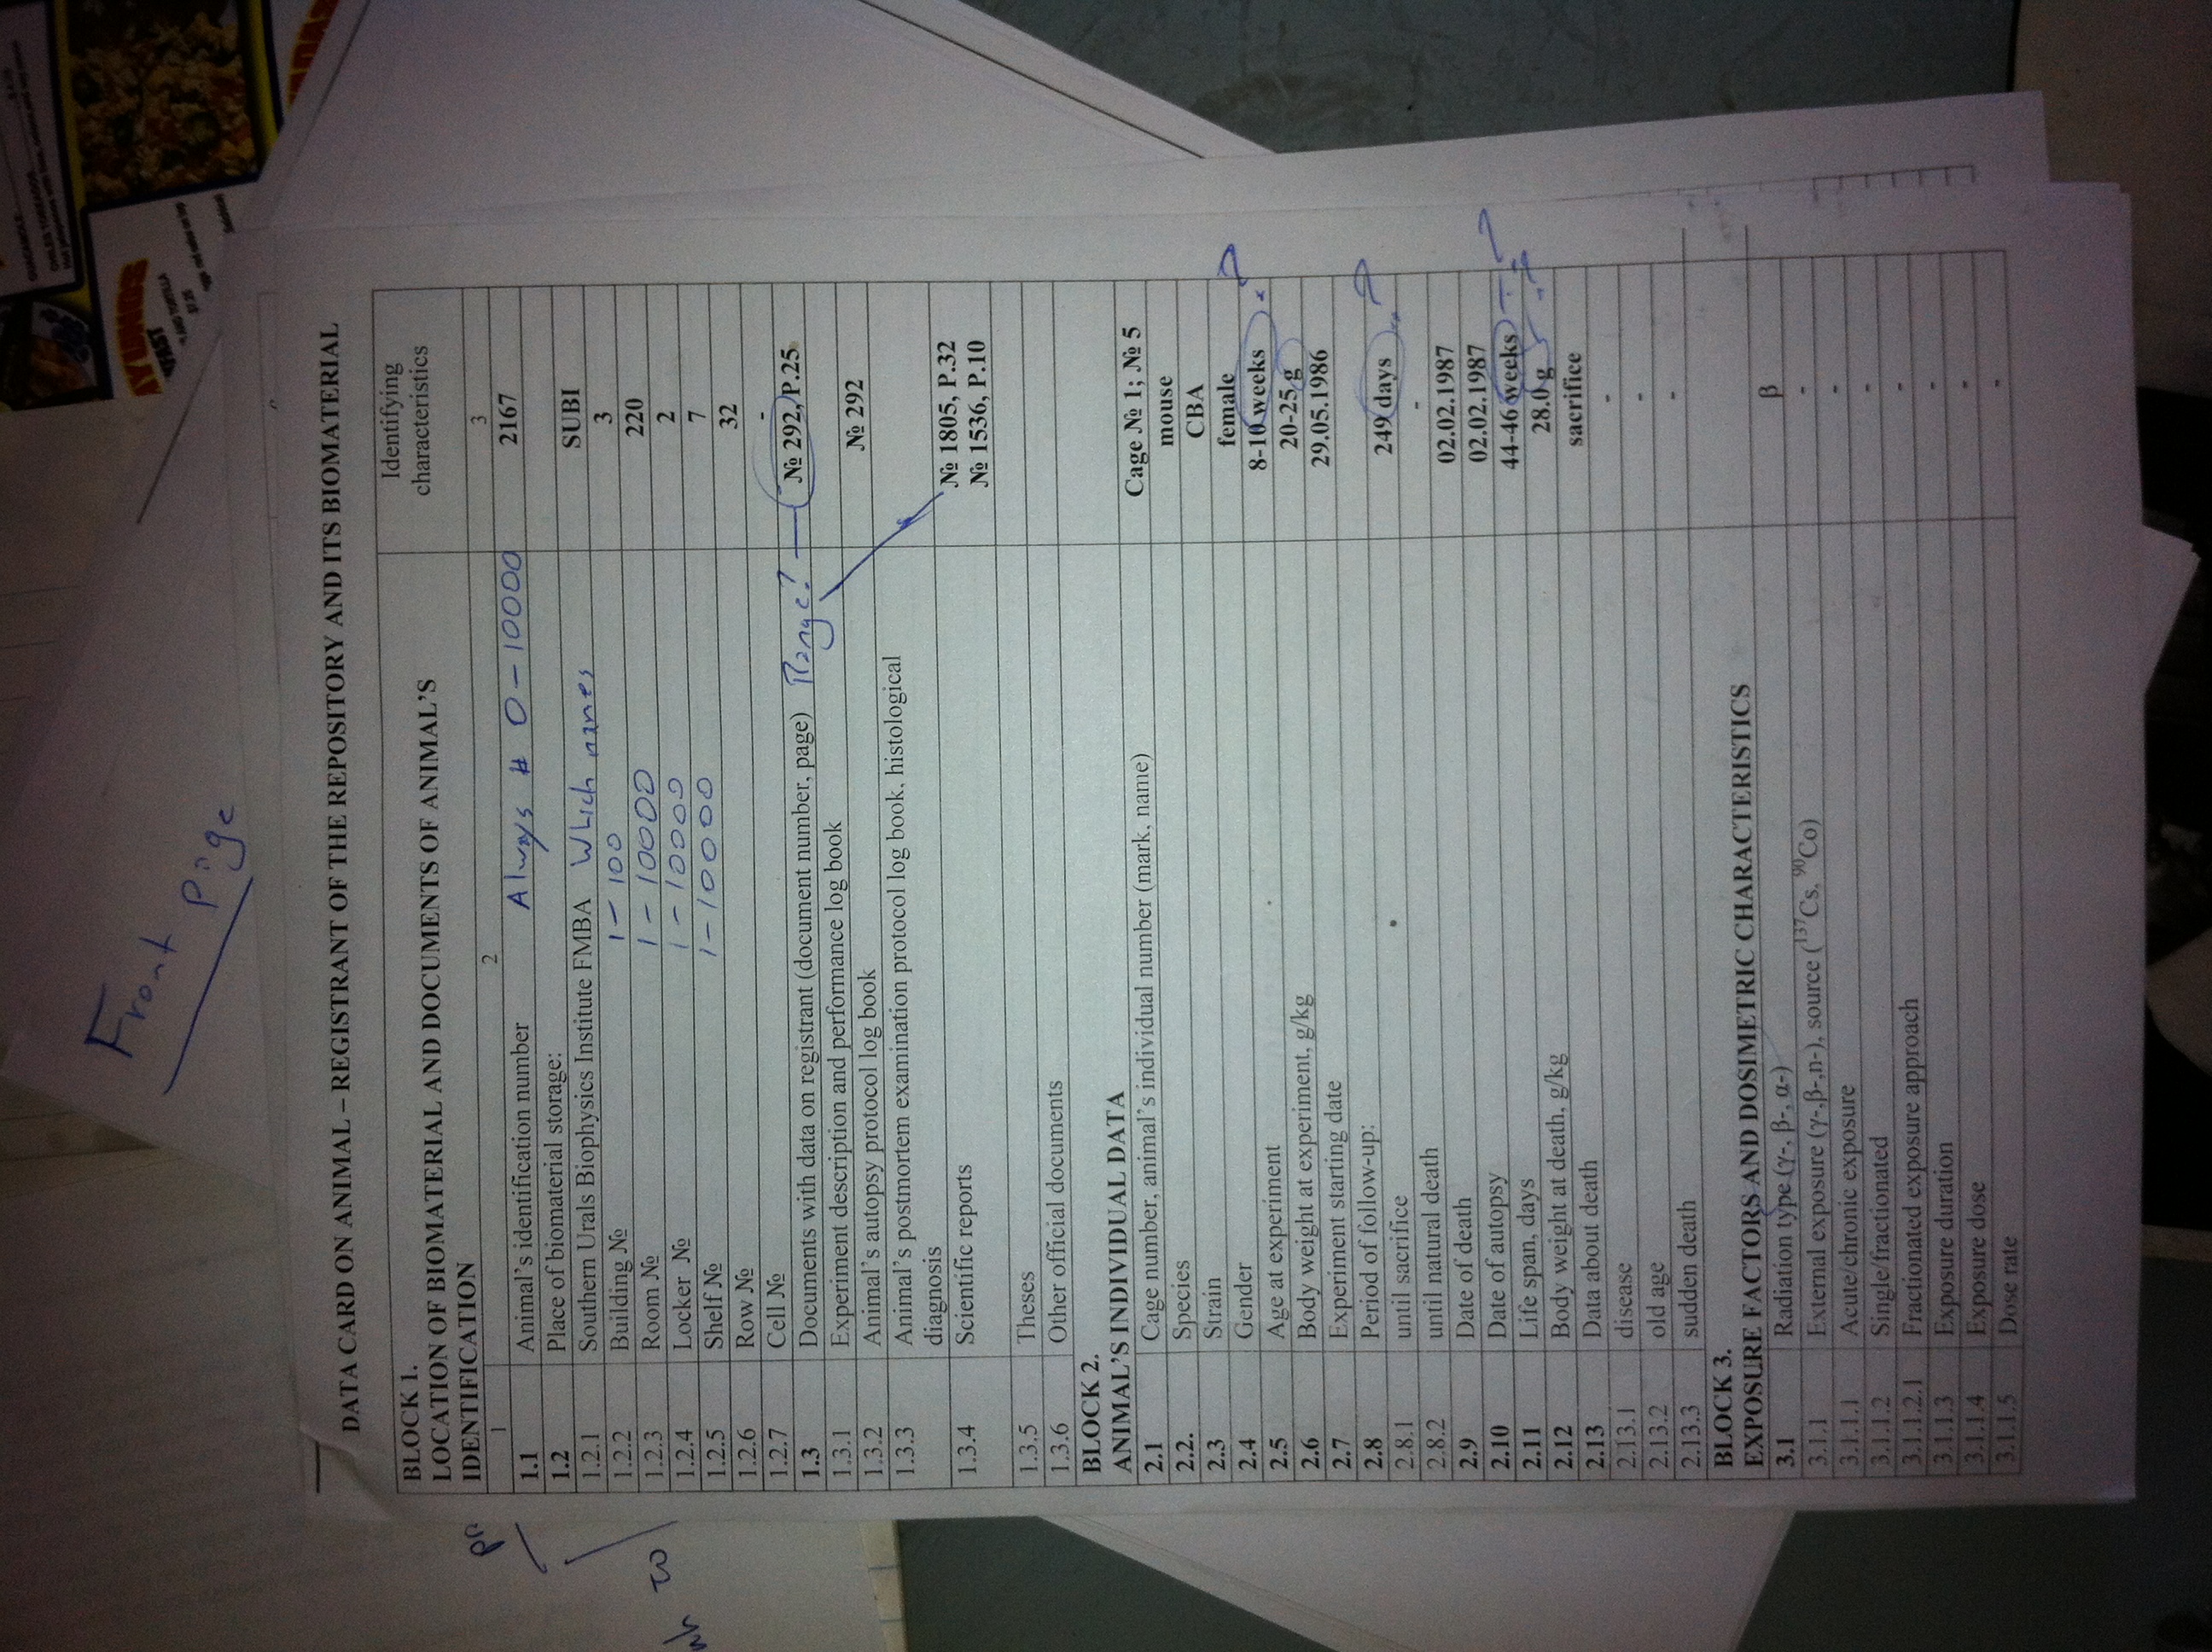 GUACAMOLE
CHILES TOREADOS
AYUNOS
AND TORTILLA
$7.25
Front page
DATA CARD ON ANIMAL – REGISTRANT OF THE REPOSITORY AND ITS BIOMATERIAL
BLOCK 1.
LOCATION OF BIOMATERIAL AND DOCUMENTS OF ANIMAL'S
IDENTIFICATION
Identifying
characteristics
1 2 3
1.1 Animal's identification number Always # 0-10000 2167
1.2 Place of biomaterial storage:
1.2.1 Southern Urals Biophysics Institute FMBA Which names SUBI
1.2.2 Building № 1-100 3
1.2.3 Room № 1-10000 220
1.2.4 Locker № 1-10000 2
1.2.5 Shelf № 1-10000 7
1.2.6 Row № 32
1.2.7 Cell № -
1.3 Documents with data on registrant (document number, page) Range? № 292, P.25
1.3.1 Experiment description and performance log book
1.3.2 Animal's autopsy protocol log book № 292
1.3.3 Animal's postmortem examination protocol log book, histological
diagnosis
1.3.4 Scientific reports № 1805, P.32
№ 1536, P.10
1.3.5 Theses
1.3.6 Other official documents
BLOCK 2.
ANIMAL'S INDIVIDUAL DATA
2.1 Cage number, animal's individual number (mark, name) Cage № 1; № 5
2.2. Species mouse
2.3 Strain CBA
2.4 Gender female
2.5 Age at experiment 8-10 weeks
2.6 Body weight at experiment, g/kg 20-25 g
2.7 Experiment starting date 29.05.1986
2.8 Period of follow-up:
2.8.1 until sacrifice 249 days
2.8.2 until natural death -
2.9 Date of death 02.02.1987
2.10 Date of autopsy 02.02.1987
2.11 Life span, days 44-46 weeks
2.12 Body weight at death, g/kg 28.0 g
2.13 Data about death sacrifice
2.13.1 disease -
2.13.2 old age -
2.13.3 sudden death -
BLOCK 3.
EXPOSURE FACTORS AND DOSIMETRIC CHARACTERISTICS
3.1 Radiation type (γ-, β-, α-) β
3.1.1 External exposure (γ-,β-,n-), source (¹³⁷Cs, ⁹⁰Co) -
3.1.1.1 Acute/chronic exposure -
3.1.1.2 Single/fractionated -
3.1.1.2.1 Fractionated exposure approach -
3.1.1.3 Exposure duration -
3.1.1.4 Exposure dose -
3.1.1.5 Dose rate -